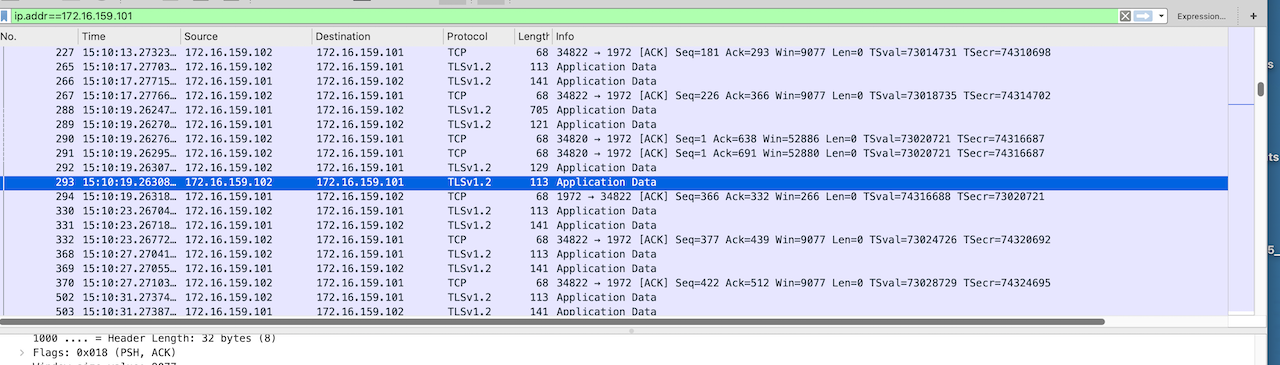 ip.addr==172.16.159.101 Expression… +
No. Time Source Destination Protocol Length Info
227 15:10:13.27323… 172.16.159.102 172.16.159.101 TCP 68 34822 → 1972 [ACK] Seq=181 Ack=293 Win=9077 Len=0 TSval=73014731 TSecr=74310698
265 15:10:17.27703… 172.16.159.102 172.16.159.101 TLSv1.2 113 Application Data
266 15:10:17.27715… 172.16.159.101 172.16.159.102 TLSv1.2 141 Application Data
267 15:10:17.27766… 172.16.159.102 172.16.159.101 TCP 68 34822 → 1972 [ACK] Seq=226 Ack=366 Win=9077 Len=0 TSval=73018735 TSecr=74314702
288 15:10:19.26247… 172.16.159.101 172.16.159.102 TLSv1.2 705 Application Data
289 15:10:19.26270… 172.16.159.101 172.16.159.102 TLSv1.2 121 Application Data
290 15:10:19.26276… 172.16.159.102 172.16.159.101 TCP 68 34820 → 1972 [ACK] Seq=1 Ack=638 Win=52886 Len=0 TSval=73020721 TSecr=74316687
291 15:10:19.26295… 172.16.159.102 172.16.159.101 TCP 68 34820 → 1972 [ACK] Seq=1 Ack=691 Win=52880 Len=0 TSval=73020721 TSecr=74316687
292 15:10:19.26307… 172.16.159.102 172.16.159.101 TLSv1.2 129 Application Data
293 15:10:19.26308… 172.16.159.102 172.16.159.101 TLSv1.2 113 Application Data
294 15:10:19.26318… 172.16.159.101 172.16.159.102 TCP 68 1972 → 34822 [ACK] Seq=366 Ack=332 Win=266 Len=0 TSval=74316688 TSecr=73020721
330 15:10:23.26704… 172.16.159.102 172.16.159.101 TLSv1.2 113 Application Data
331 15:10:23.26718… 172.16.159.101 172.16.159.102 TLSv1.2 141 Application Data
332 15:10:23.26772… 172.16.159.102 172.16.159.101 TCP 68 34822 → 1972 [ACK] Seq=377 Ack=439 Win=9077 Len=0 TSval=73024726 TSecr=74320692
368 15:10:27.27041… 172.16.159.102 172.16.159.101 TLSv1.2 113 Application Data
369 15:10:27.27055… 172.16.159.101 172.16.159.102 TLSv1.2 141 Application Data
370 15:10:27.27103… 172.16.159.102 172.16.159.101 TCP 68 34822 → 1972 [ACK] Seq=422 Ack=512 Win=9077 Len=0 TSval=73028729 TSecr=74324695
502 15:10:31.27374… 172.16.159.102 172.16.159.101 TLSv1.2 113 Application Data
503 15:10:31.27387… 172.16.159.101 172.16.159.102 TLSv1.2 141 Application Data
1000 .... = Header Length: 32 bytes (8)
Flags: 0x018 (PSH, ACK)
s
ts
5_